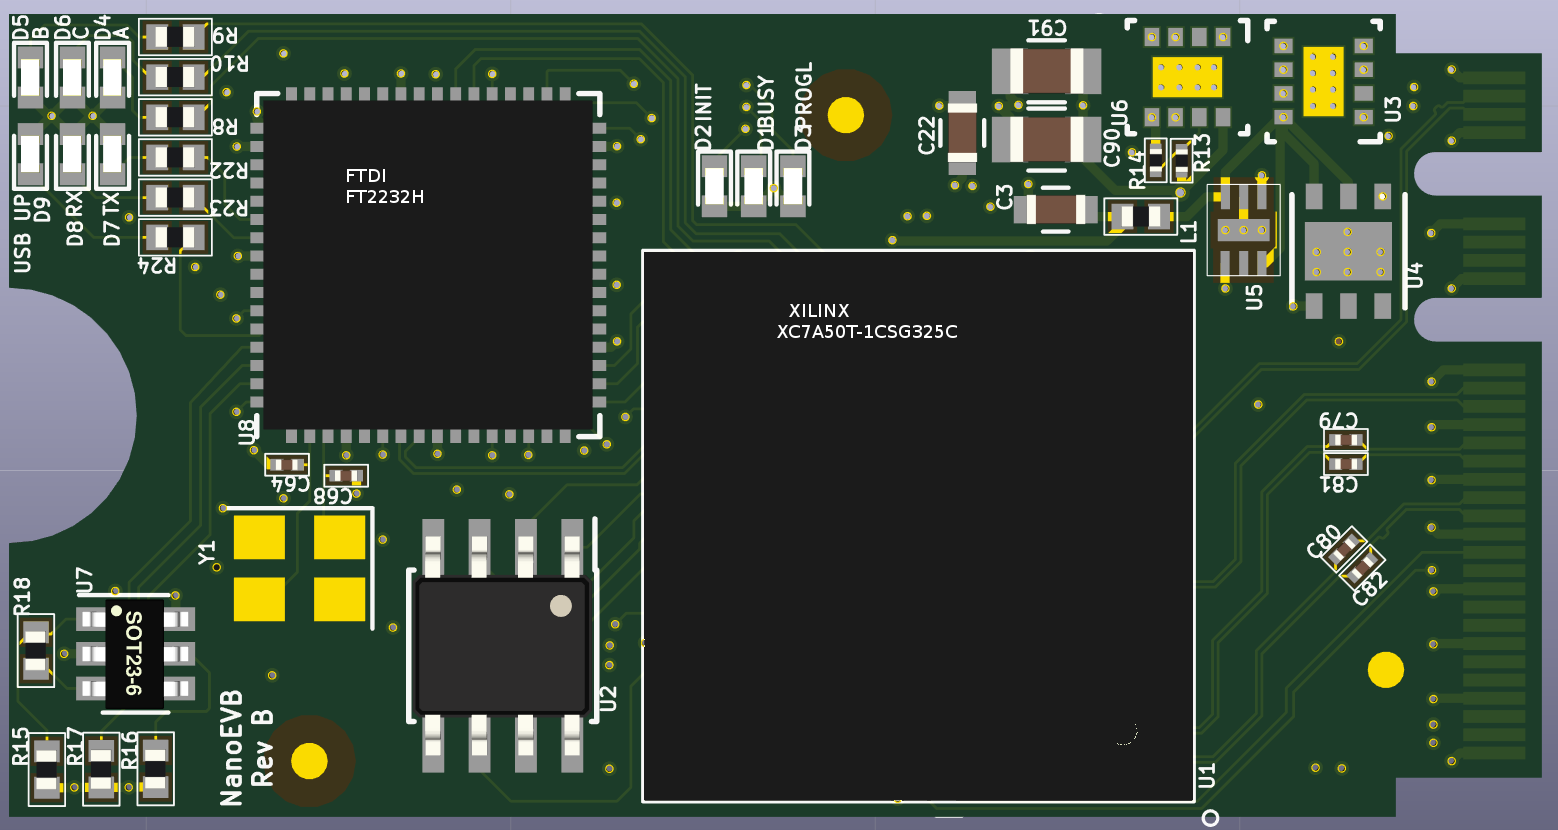 D5
B
D6
C
D4
A
R9
R10
R8
R22
R23
R24
USB UP
D9
D8 RX
D7 TX
FTDI
FT2232H
U8
C64
C68
Y1
U7
SOT23-6
R18
R15
R17
R16
NanoEVB
Rev B
U2
D2 INIT
D1 BUSY
D3 PROGL
C91
C22
C90
C3
U6
U3
R14
R13
L1
U5
U4
XILINX
XC7A50T-1CSG325C
C79
C81
C80
C82
U1